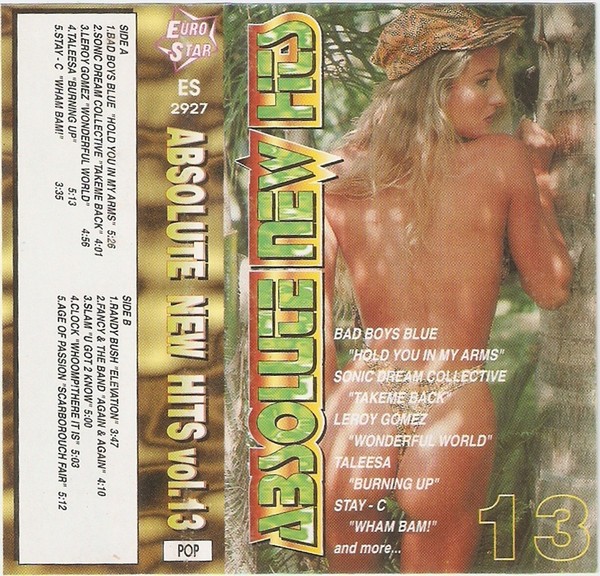 SIDE A
1.BAD BOYS BLUE "HOLD YOU IN MY ARMS" 5:26
2.SONIC DREAM COLLECTIVE "TAKEME BACK" 4:01
3.LEROY GOMEZ "WONDERFUL WORLD" 4:56
4.TALEESA "BURNING UP" 5:13
5.STAY - C "WHAM BAM!" 3:35
SIDE B
1.RANDY BUSH "ELEVATION" 3:47
2.FANCY & THE BAND "AGAIN & AGAIN" 4:10
3.SLAM "U GOT 2 KNOW" 5:00
4.CLOCK "WHOOMP!THERE IT IS" 5:03
5.AGE OF PASSION "SCARBOROUGH FAIR" 5:12
EURO
STAR
ES
2927
ABSOLUTE NEW HITS vol.13
POP
ABSOLUTE NEW HITS
BAD BOYS BLUE
"HOLD YOU IN MY ARMS"
SONIC DREAM COLLECTIVE
"TAKEME BACK"
LEROY GOMEZ
"WONDERFUL WORLD"
TALEESA
"BURNING UP"
STAY - C
"WHAM BAM!"
and more...
13